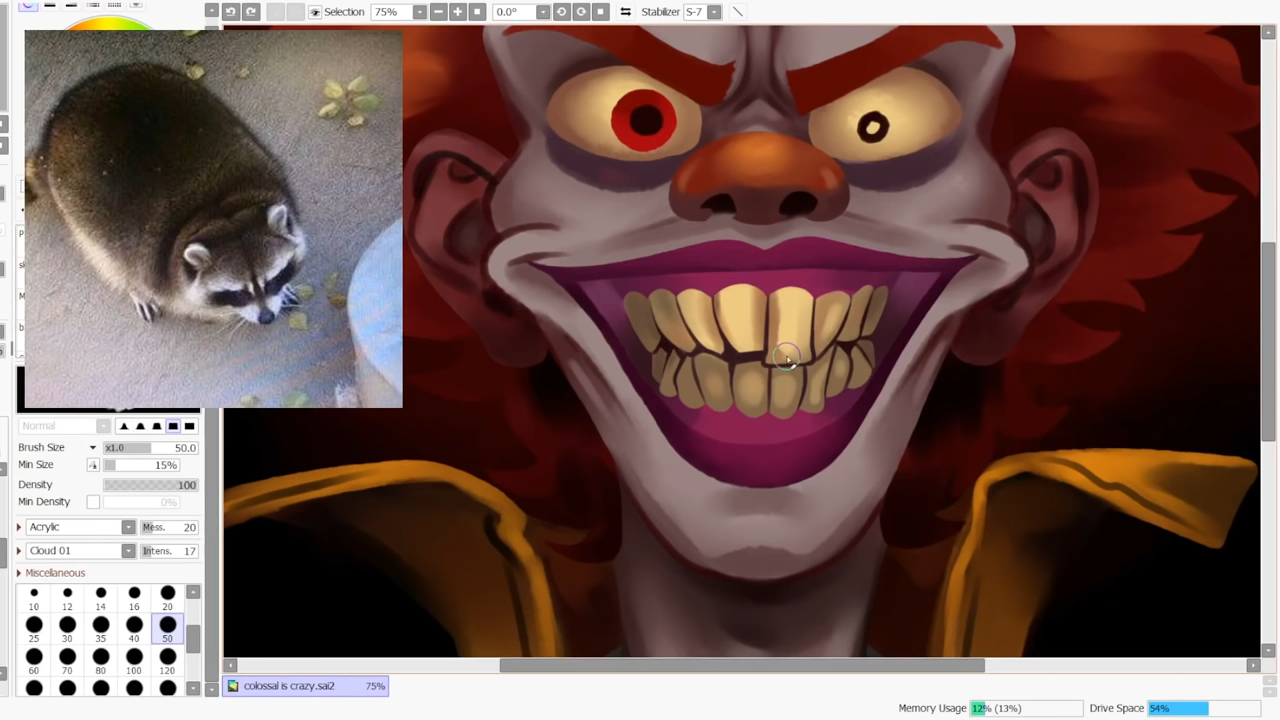 Selection 75% 0.0° Stabilizer S-7
Normal
Brush Size x1.0 50.0
Min Size 15%
Density 100
Min Density 0%
Acrylic Mess. 20
Cloud 01 Intens. 17
Miscellaneous
10 12 14 16 20
25 30 35 40 50
60 70 80 100 120
colossal is crazy.sai2 75%
Memory Usage 12% (13%) Drive Space 54%